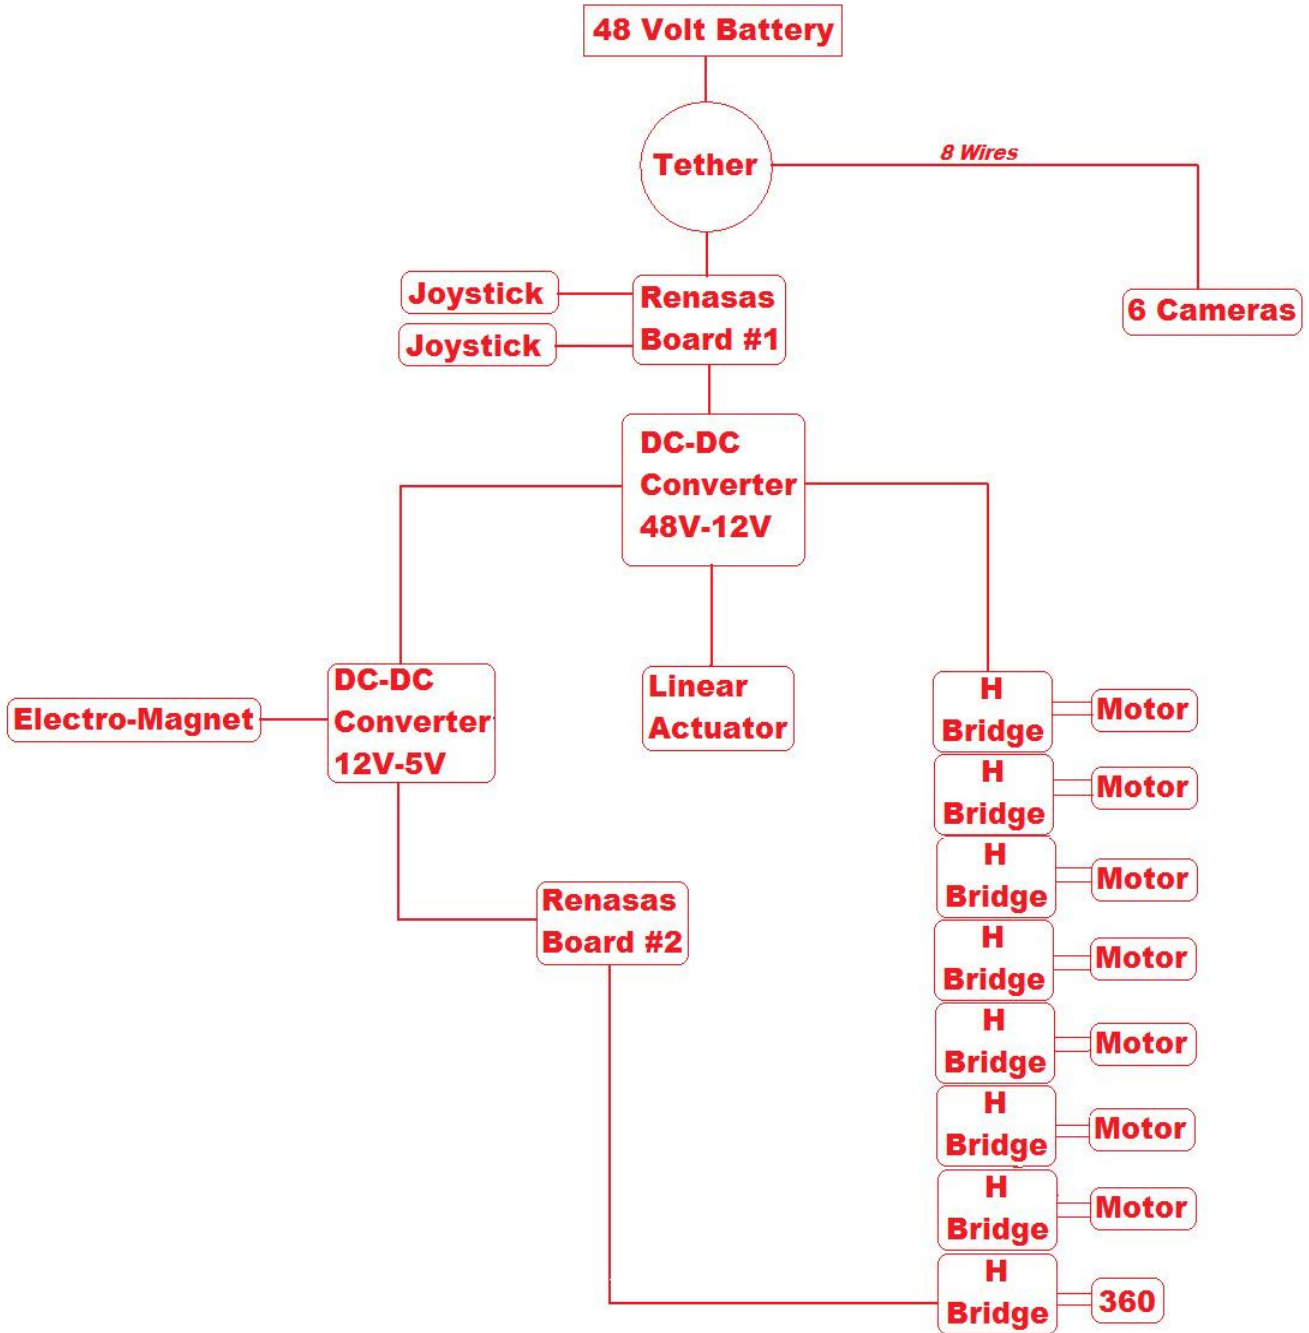 48 Volt Battery
Tether
8 Wires
Joystick
Joystick
Renasas
Board #1
6 Cameras
DC-DC
Converter
48V-12V
Electro-Magnet
DC-DC
Converter
12V-5V
Linear
Actuator
Renasas
Board #2
H
Bridge
Motor
H
Bridge
Motor
H
Bridge
Motor
H
Bridge
Motor
H
Bridge
Motor
H
Bridge
Motor
H
Bridge
Motor
H
Bridge
360